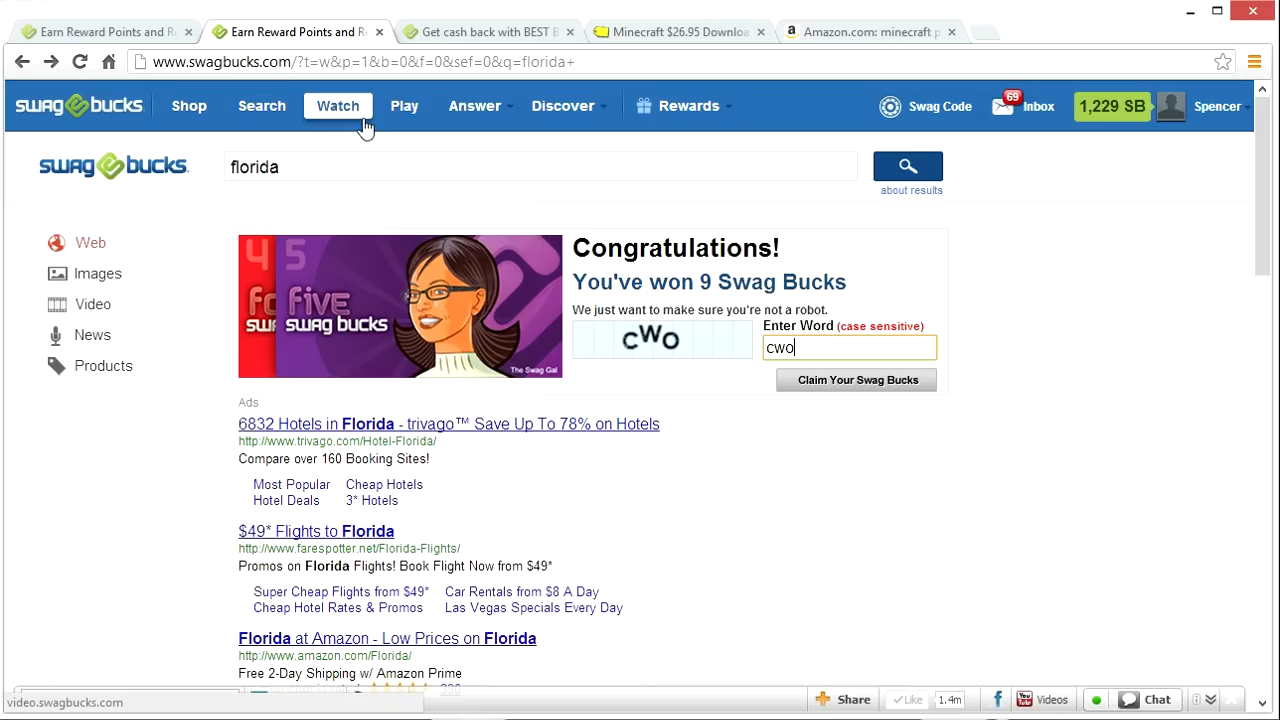 Earn Reward Points and R
Earn Reward Points and R
Get cash back with BEST B
Minecraft $26.95 Downloa
Amazon.com: minecraft p
www.swagbucks.com/?t=w&p=1&b=0&f=0&sef=0&q=florida+
swagbucks
Shop
Search
Watch
Play
Answer
Discover
Rewards
Swag Code
69
Inbox
1,229 SB
Spencer
swagbucks
florida
about results
Web
Images
Video
News
Products
4 5
five
swag bucks
The Swag Gal
Congratulations!
You've won 9 Swag Bucks
We just want to make sure you're not a robot.
cWo
Enter Word (case sensitive)
cwo
Claim Your Swag Bucks
Ads
6832 Hotels in Florida - trivago™ Save Up To 78% on Hotels
http://www.trivago.com/Hotel-Florida/
Compare over 160 Booking Sites!
Most Popular Cheap Hotels
Hotel Deals 3* Hotels
$49* Flights to Florida
http://www.farespotter.net/Florida-Flights/
Promos on Florida Flights! Book Flight Now from $49*
Super Cheap Flights from $49* Car Rentals from $8 A Day
Cheap Hotel Rates & Promos Las Vegas Specials Every Day
Florida at Amazon - Low Prices on Florida
http://www.amazon.com/Florida/
Free 2-Day Shipping w/ Amazon Prime
video.swagbucks.com
Share
Like
1.4m
You Tube
Videos
Chat